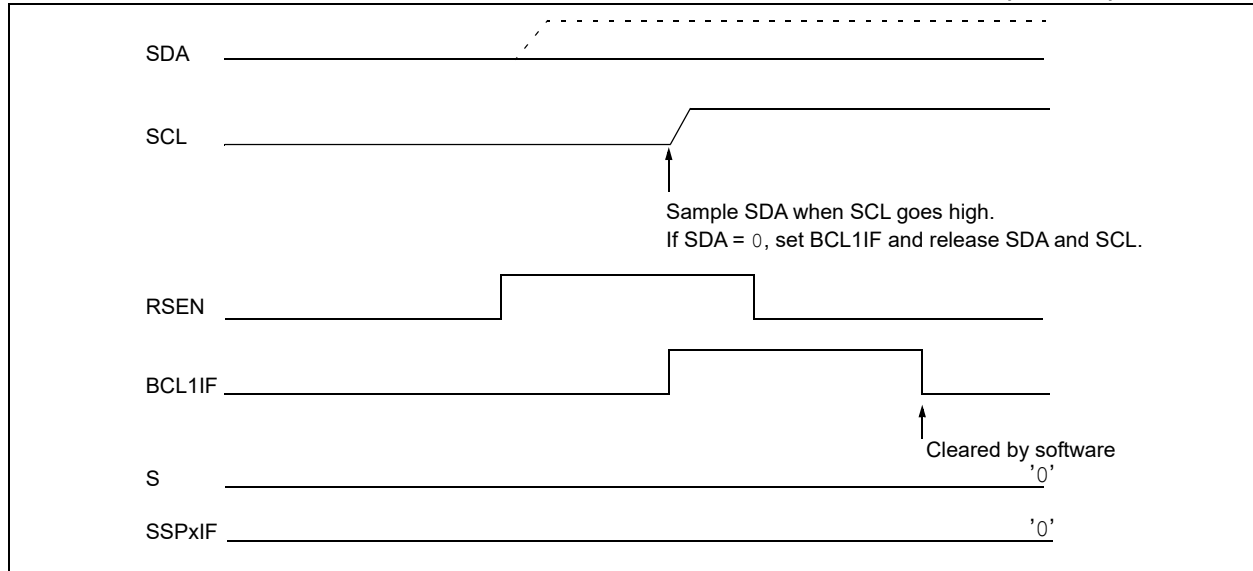 SDA
SCL
Sample SDA when SCL goes high.
If SDA = 0, set BCL1IF and release SDA and SCL.
RSEN
BCL1IF
Cleared by software
S
'0'
SSPxIF
'0'